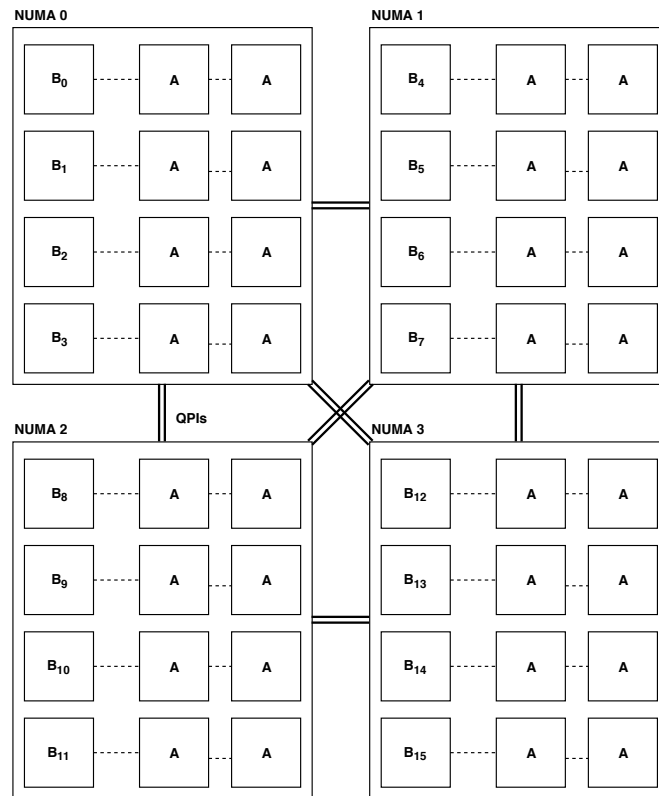 NUMA 0 NUMA 1
B₀ A A B₄ A A
B₁ A A B₅ A A
B₂ A A B₆ A A
B₃ A A B₇ A A
QPIs
NUMA 2 NUMA 3
B₈ A A B₁₂ A A
B₉ A A B₁₃ A A
B₁₀ A A B₁₄ A A
B₁₁ A A B₁₅ A A